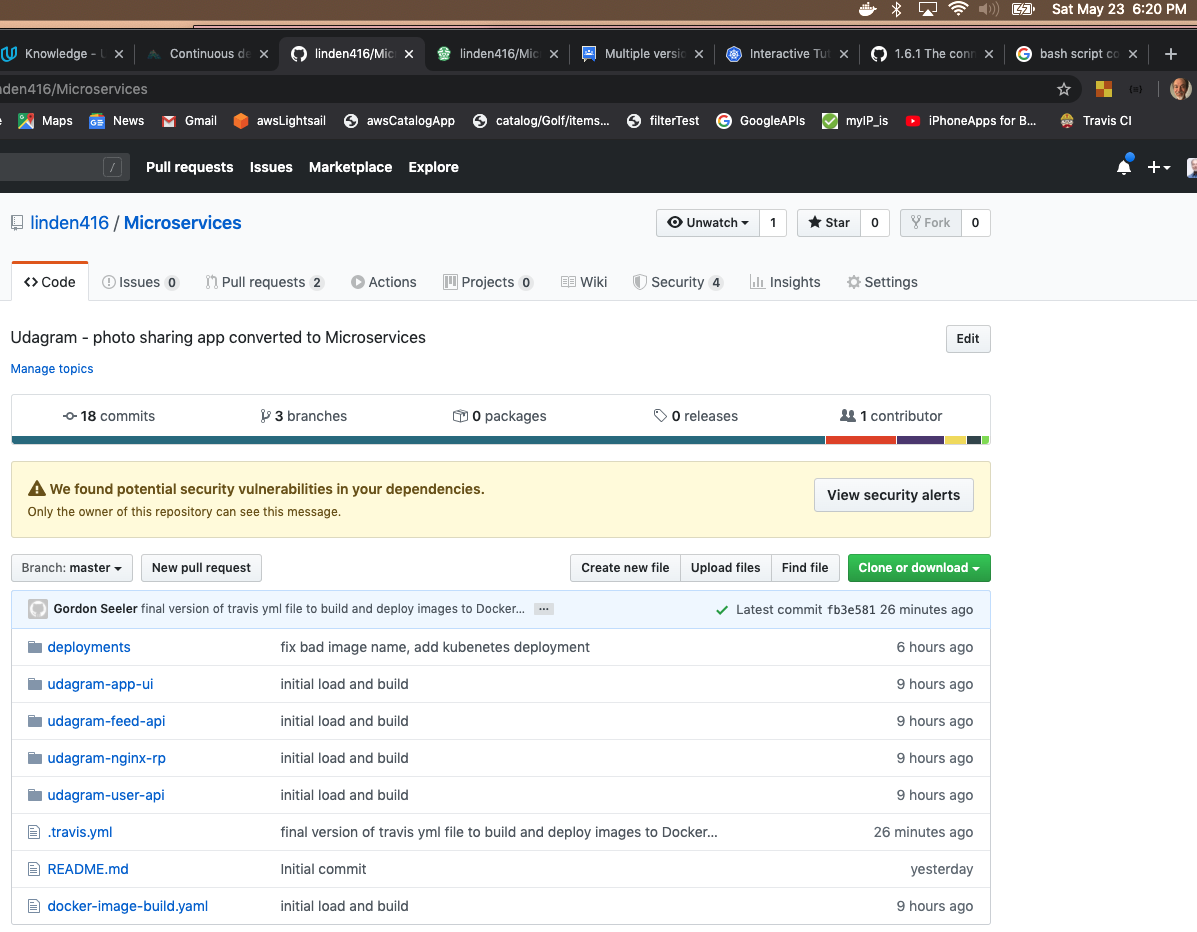 Sat May 23 6:20 PM
Knowledge - U
Continuous de
linden416/Mic
linden416/Mic
Multiple versio
Interactive Tut
1.6.1 The conn
bash script co
nden416/Microservices
Maps
News
Gmail
awsLightsail
awsCatalogApp
catalog/Golf/items...
filterTest
GoogleAPIs
myIP_is
iPhoneApps for B...
Travis CI
/
Pull requests
Issues
Marketplace
Explore
linden416 / Microservices
Unwatch 1
Star 0
Fork 0
Code
Issues 0
Pull requests 2
Actions
Projects 0
Wiki
Security 4
Insights
Settings
Udagram - photo sharing app converted to Microservices
Edit
Manage topics
18 commits
3 branches
0 packages
0 releases
1 contributor
We found potential security vulnerabilities in your dependencies.
Only the owner of this repository can see this message.
View security alerts
Branch: master
New pull request
Create new file
Upload files
Find file
Clone or download
Gordon Seeler final version of travis yml file to build and deploy images to Docker... ... Latest commit fb3e581 26 minutes ago
deployments fix bad image name, add kubenetes deployment 6 hours ago
udagram-app-ui initial load and build 9 hours ago
udagram-feed-api initial load and build 9 hours ago
udagram-nginx-rp initial load and build 9 hours ago
udagram-user-api initial load and build 9 hours ago
.travis.yml final version of travis yml file to build and deploy images to Docker... 26 minutes ago
README.md Initial commit yesterday
docker-image-build.yaml initial load and build 9 hours ago